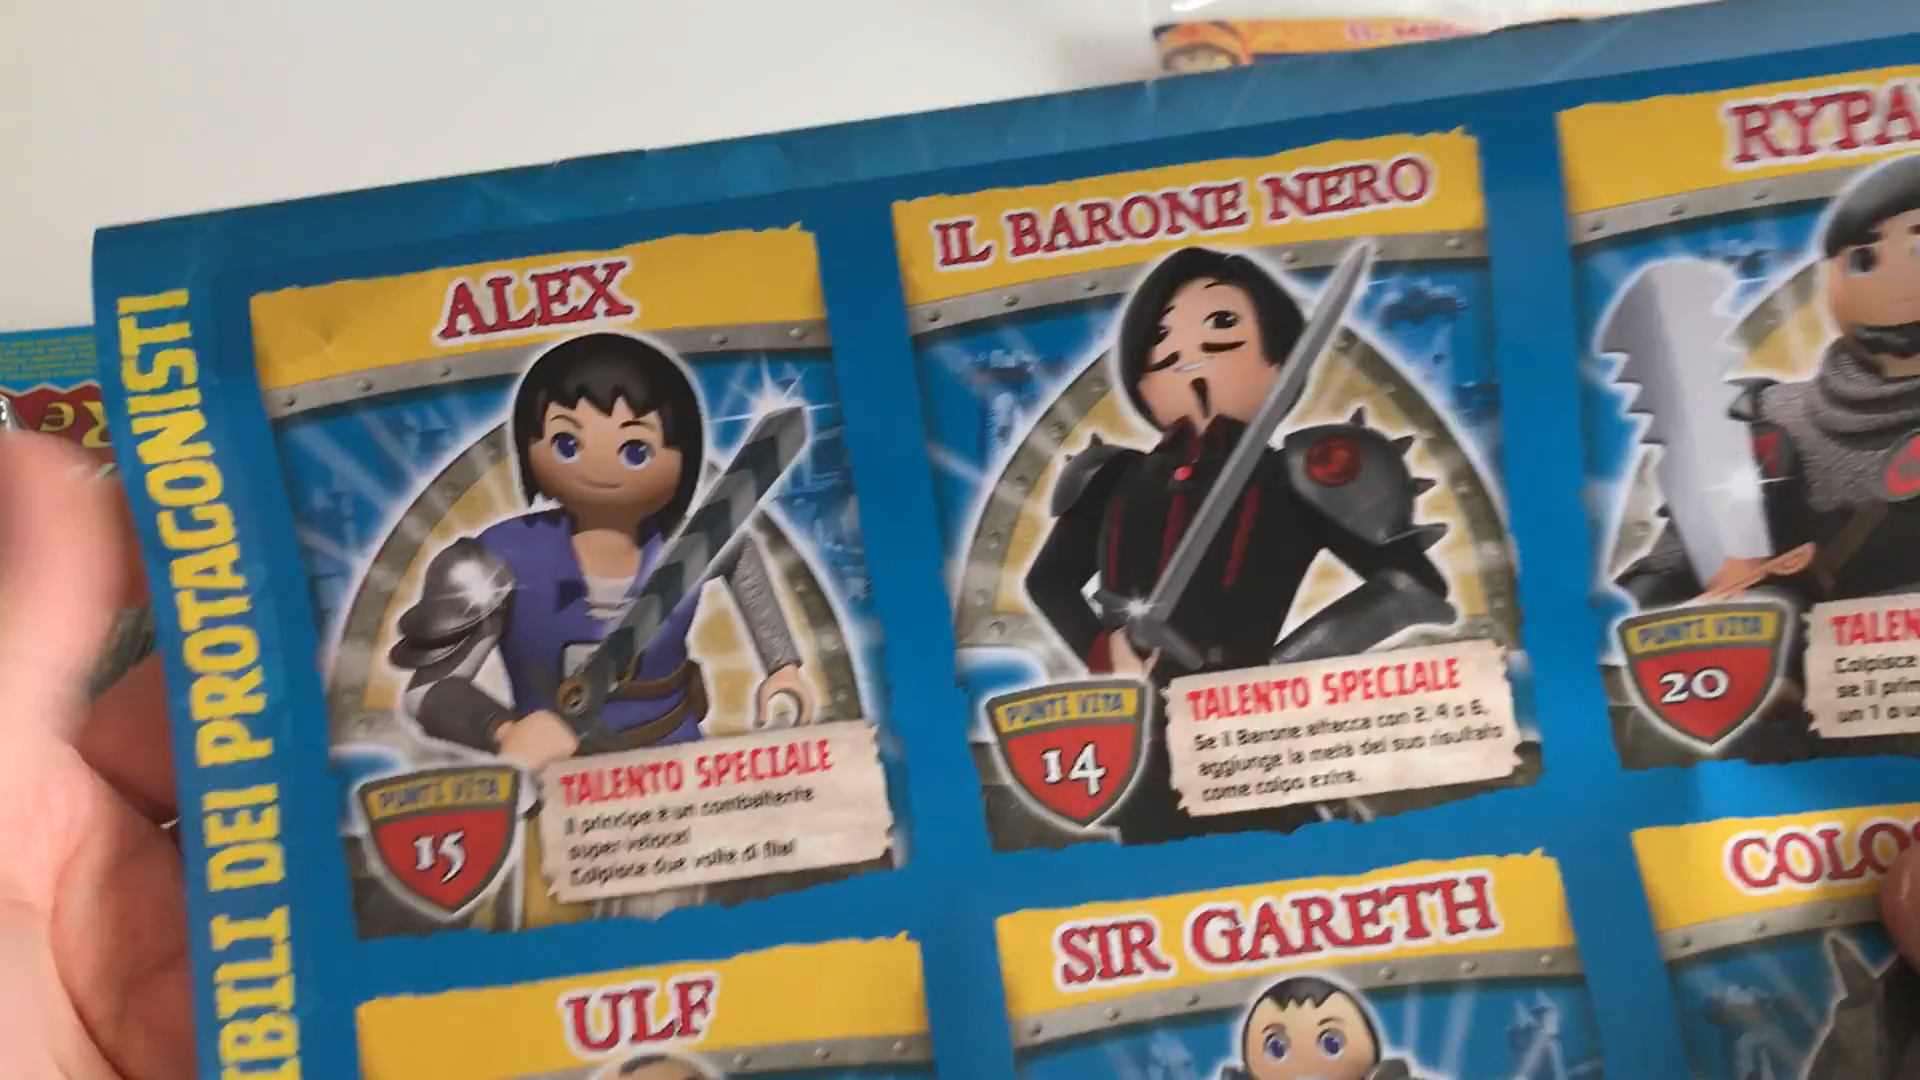 IL
IBILI DEI PROTAGONISTI
ALEX
PUNTI VITA
15
TALENTO SPECIALE
Il principe è un combattente
super veloce!
Colpisce due volte di fila!
IL BARONE NERO
PUNTI VITA
14
TALENTO SPECIALE
Se il Barone attacca con 2, 4 o 6,
aggiunge la metà del suo risultato
come colpo extra.
RYPA
PUNTI VITA
20
TALEN
Colpisce
se il prim
un 1 o u
ULF
SIR GARETH
COLOS